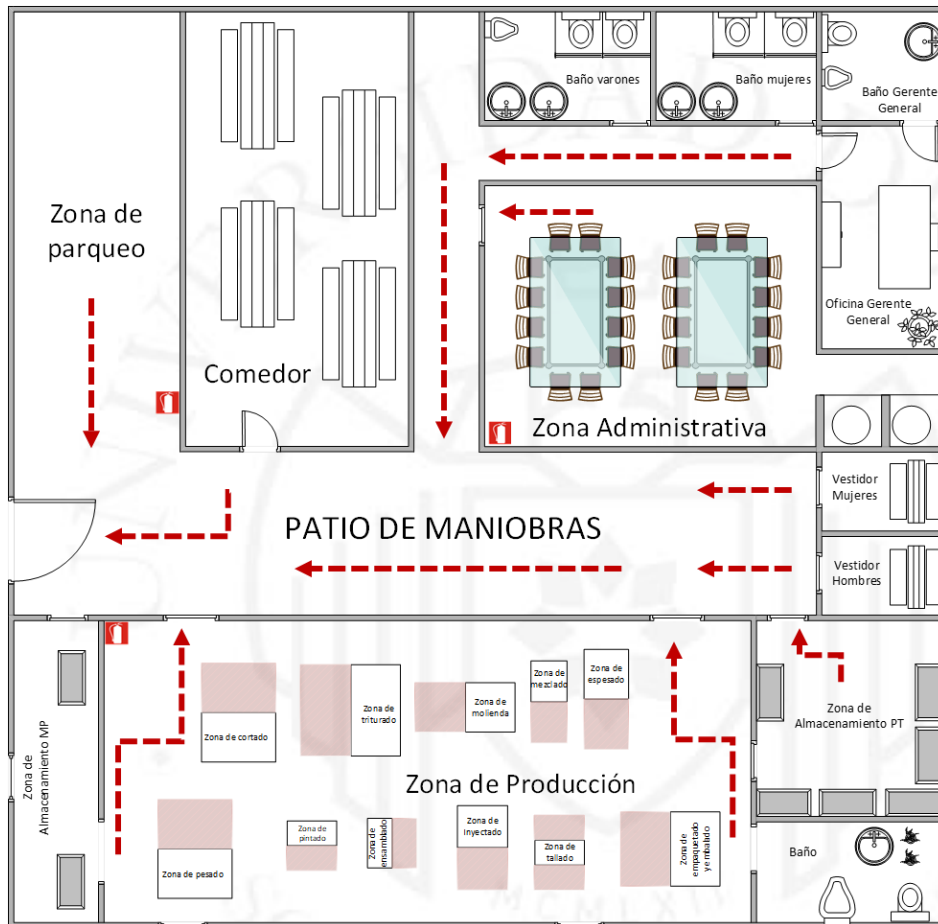 Baño varones
Baño mujeres
Baño Gerente
General
Zona de
parqueo
Comedor
Oficina Gerente
General
Zona Administrativa
Vestidor
Mujeres
PATIO DE MANIOBRAS
Vestidor
Hombres
Zona de
Almacenamiento MP
Zona de cortado
Zona de
triturado
Zona de
molienda
Zona de
mezclado
Zona de
espesado
Zona de
Almacenamiento PT
Zona de Producción
Zona de pesado
Zona de
pintado
Zona de
ensamblado
Zona de
inyectado
Zona de
tallado
Zona de
empaquetado
y embalado
Baño
MCMLXII